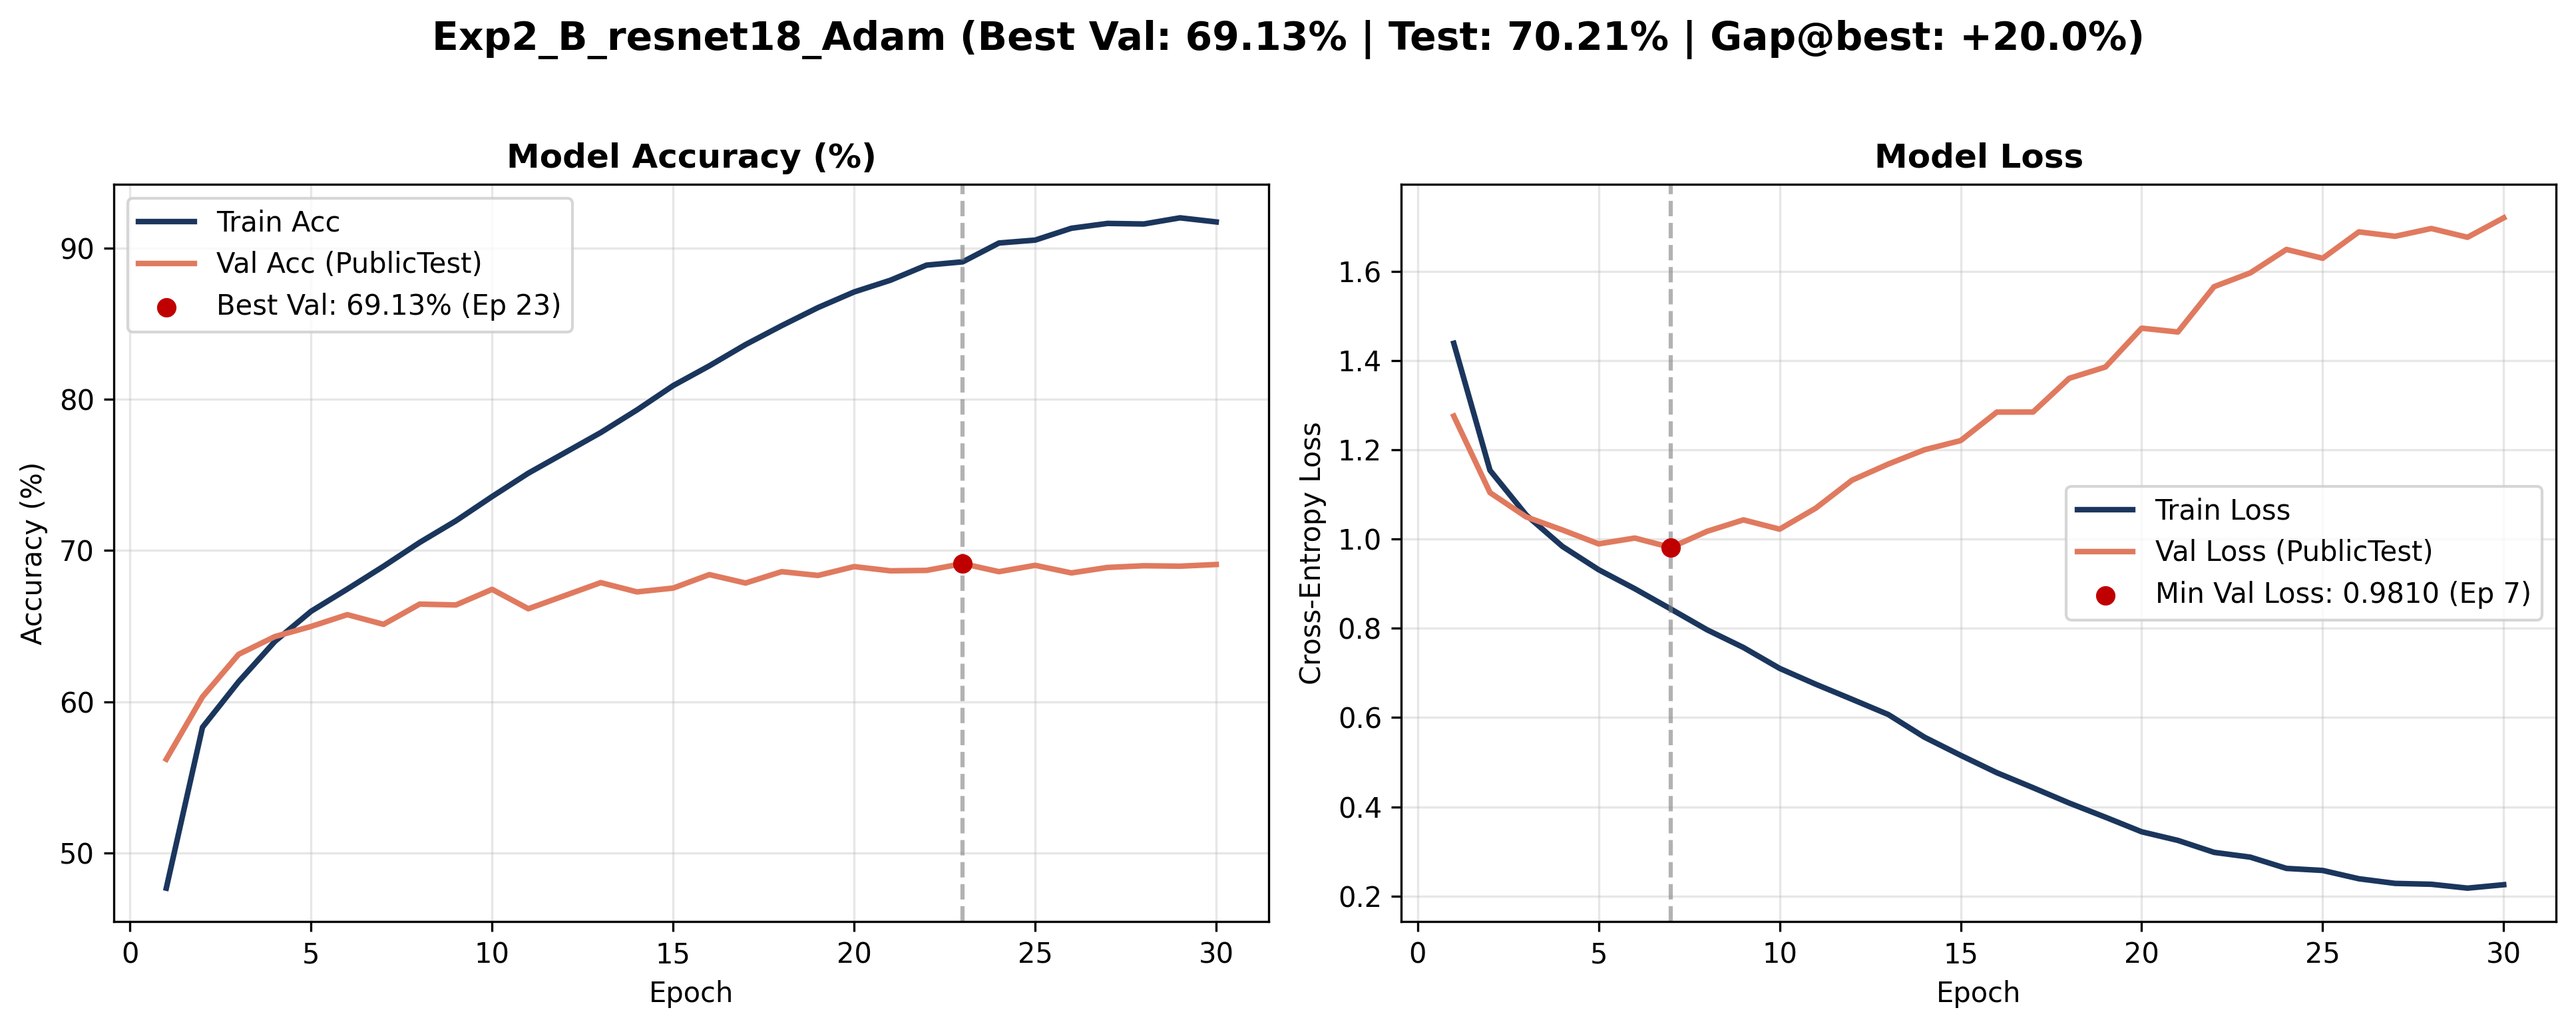 Exp2_B_resnet18_Adam (Best Val: 69.13% | Test: 70.21% | Gap@best: +20.0%)
Model Accuracy (%)
Train Acc
Val Acc (PublicTest)
Best Val: 69.13% (Ep 23)
Accuracy (%)
90
80
70
60
50
0
5
10
15
20
25
30
Epoch
Model Loss
Train Loss
Val Loss (PublicTest)
Min Val Loss: 0.9810 (Ep 7)
Cross-Entropy Loss
1.6
1.4
1.2
1.0
0.8
0.6
0.4
0.2
0
5
10
15
20
25
30
Epoch